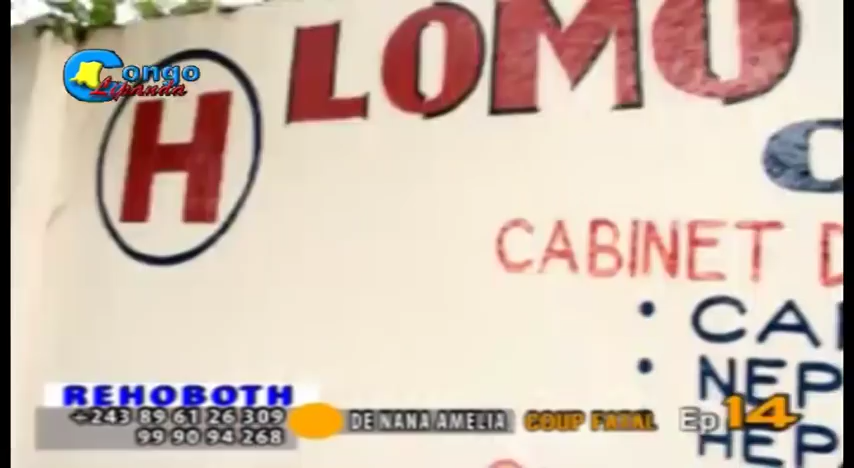 Congo
Lipanda
H
LOMO
C
CABINET D
• CA
• NEP
HEP
REHOBOTH
+243 89 61 26 309
99 90 94 268
DE NANA AMELIA COUP FATAL Ep 14